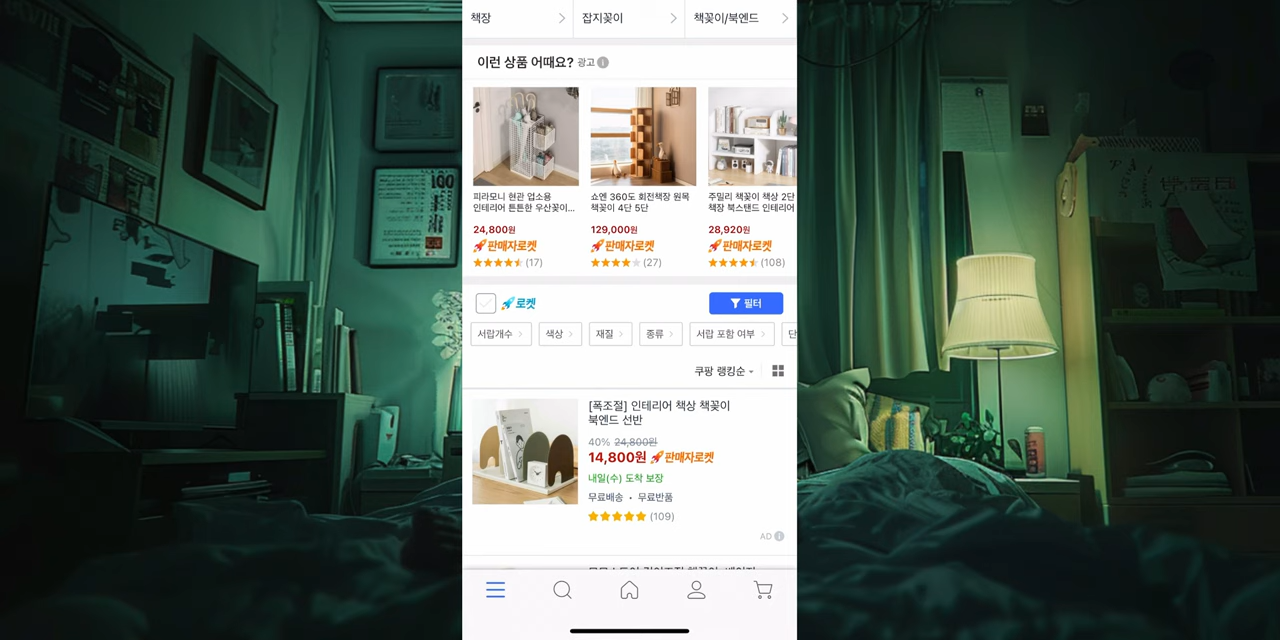 책장
잡지꽂이
책꽂이/북엔드
이런 상품 어때요? 광고
피라모니 현관 업소용
인테리어 튼튼한 우산꽂이...
24,800원
판매자로켓
(17)
쇼엔 360도 회전책장 원목
책꽂이 4단 5단
129,000원
판매자로켓
(27)
주밀리 책꽂이 책상 2단
책장 북스탠드 인테리어
28,920원
판매자로켓
(108)
로켓
필터
서랍개수
색상
재질
종류
서랍 포함 여부
쿠팡 랭킹순
[폭조절] 인테리어 책상 책꽂이
북엔드 선반
40% 24,800원
14,800원 판매자로켓
내일(수) 도착 보장
무료배송 • 무료반품
(109)
AD